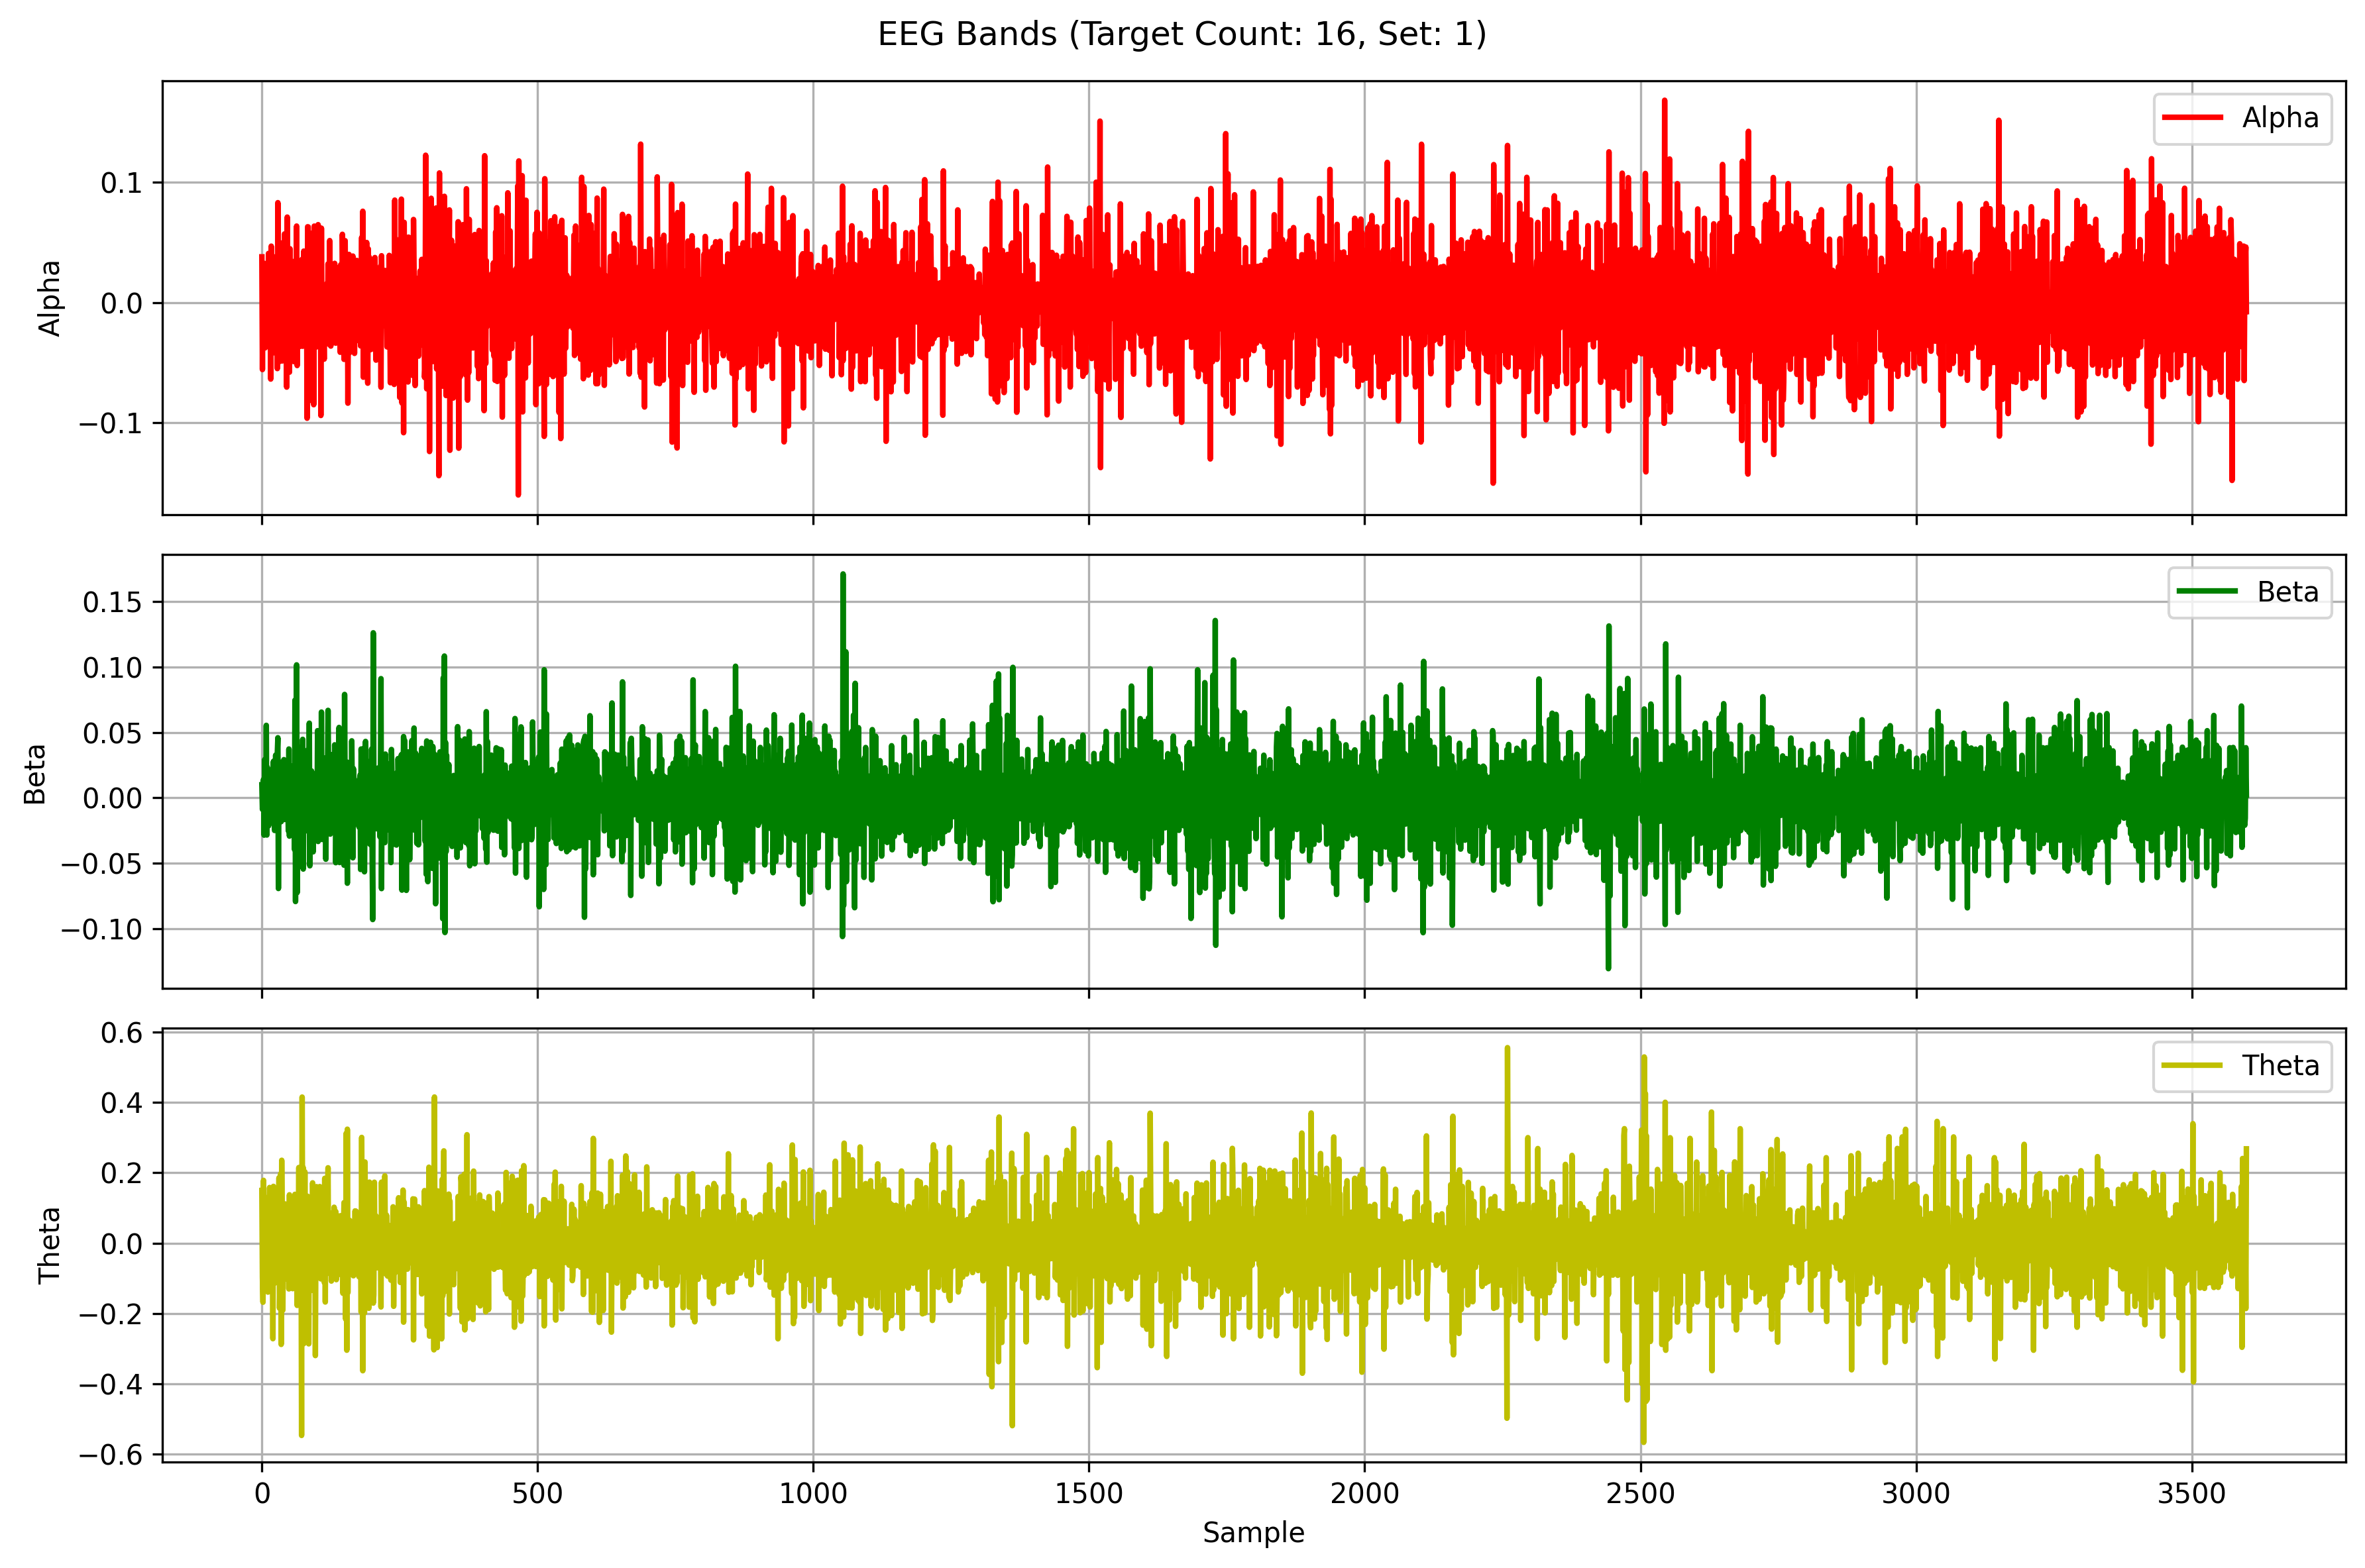 EEG Bands (Target Count: 16, Set: 1)
Alpha
0.1
0.0
−0.1
Alpha
Beta
0.15
0.10
0.05
0.00
−0.05
−0.10
Beta
Theta
0.6
0.4
0.2
0.0
−0.2
−0.4
−0.6
Theta
0 500 1000 1500 2000 2500 3000 3500
Sample